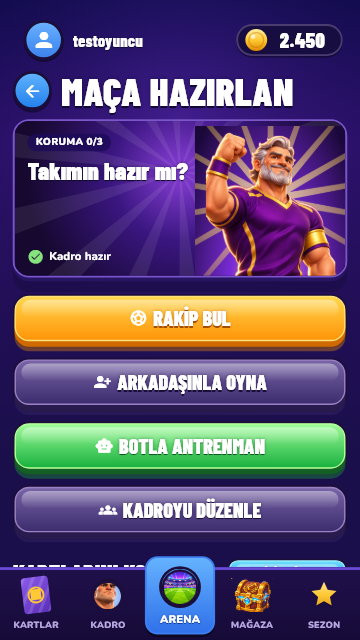 testoyuncu
2.450
MAÇA HAZIRLAN
KORUMA 0/3
Takımın hazır mı?
Kadro hazır
RAKİP BUL
ARKADAŞINLA OYNA
BOTLA ANTRENMAN
KADROYU DÜZENLE
KARTLAR
KADRO
ARENA
MAĞAZA
SEZON